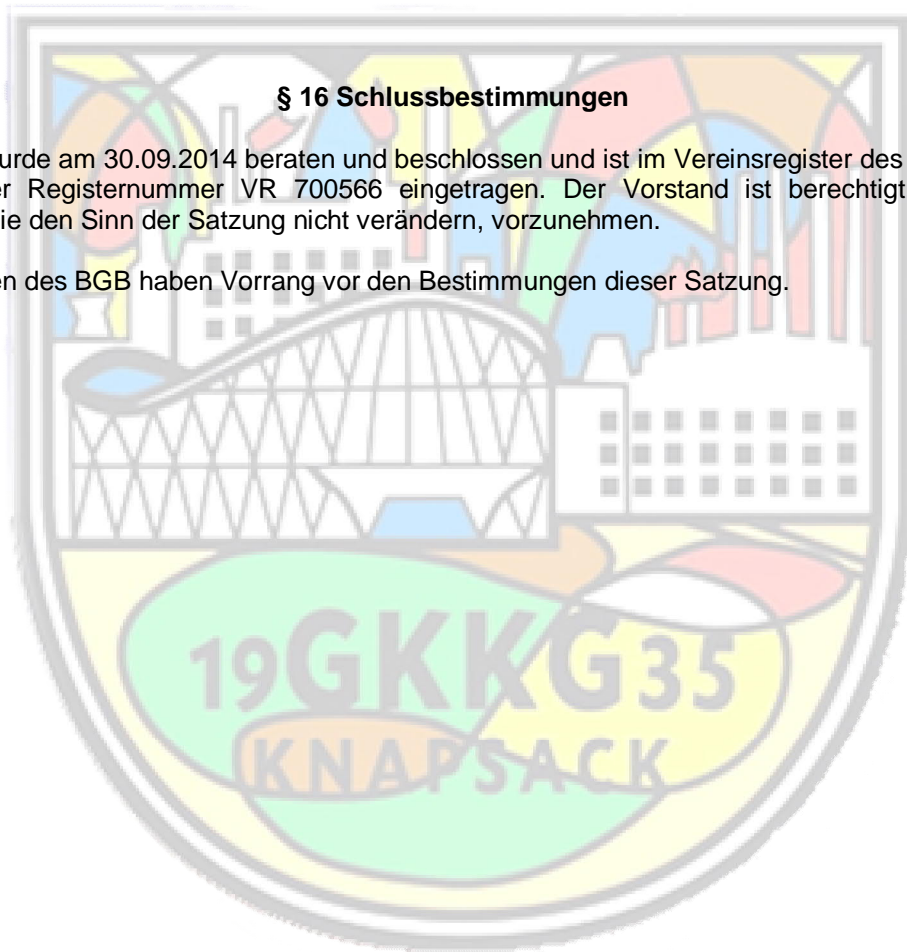 § 16 Schlussbestimmungen
urde am 30.09.2014 beraten und beschlossen und ist im Vereinsregister des
er Registernummer VR 700566 eingetragen. Der Vorstand ist berechtigt
ie den Sinn der Satzung nicht verändern, vorzunehmen.
en des BGB haben Vorrang vor den Bestimmungen dieser Satzung.
19GKKG35
KNAPSACK